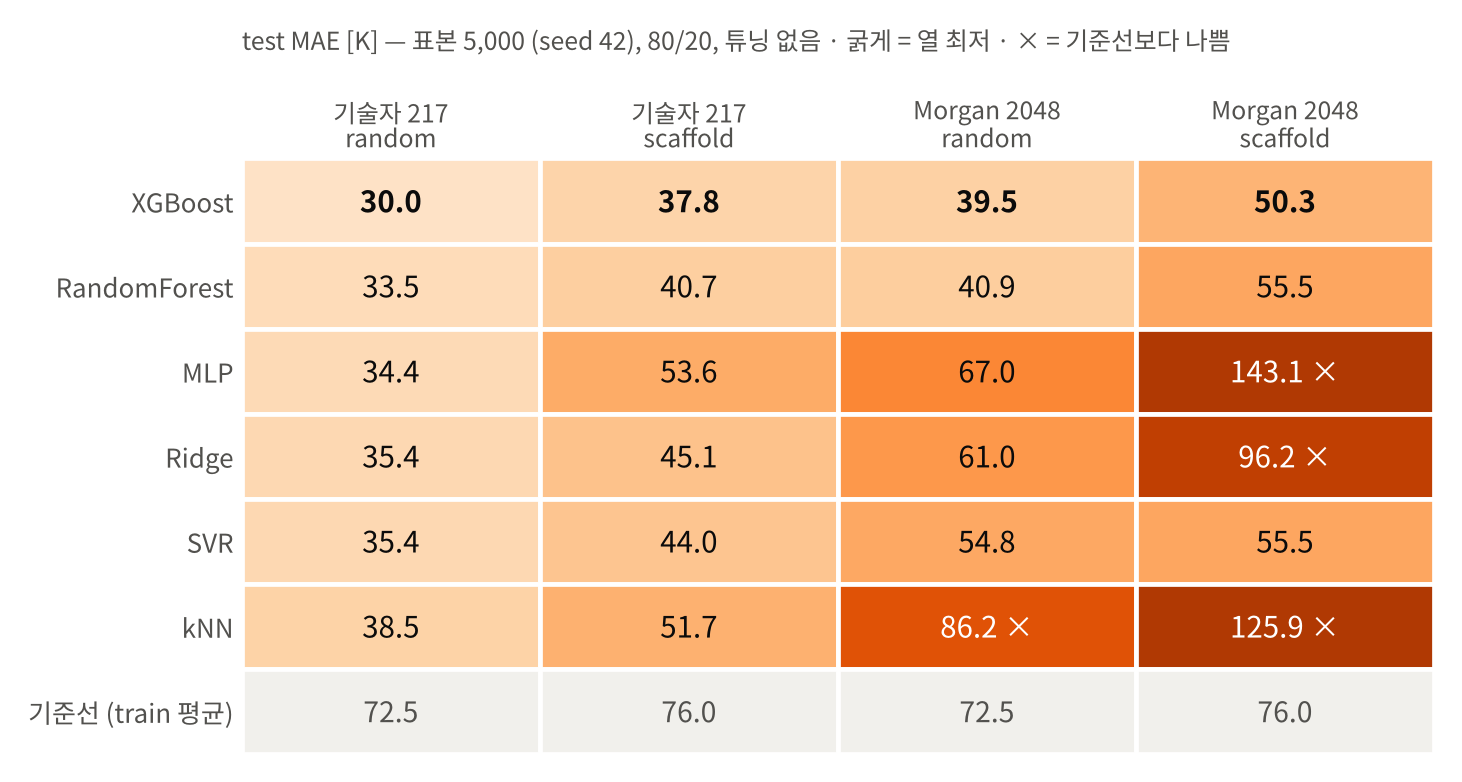 test MAE [K] — 표본 5,000 (seed 42), 80/20, 튜닝 없음 · 굵게 = 열 최저 · × = 기준선보다 나쁨
기술자 217 기술자 217 Morgan 2048 Morgan 2048
random scaffold random scaffold
XGBoost 30.0 37.8 39.5 50.3
RandomForest 33.5 40.7 40.9 55.5
MLP 34.4 53.6 67.0 143.1 ×
Ridge 35.4 45.1 61.0 96.2 ×
SVR 35.4 44.0 54.8 55.5
kNN 38.5 51.7 86.2 × 125.9 ×
기준선 (train 평균) 72.5 76.0 72.5 76.0